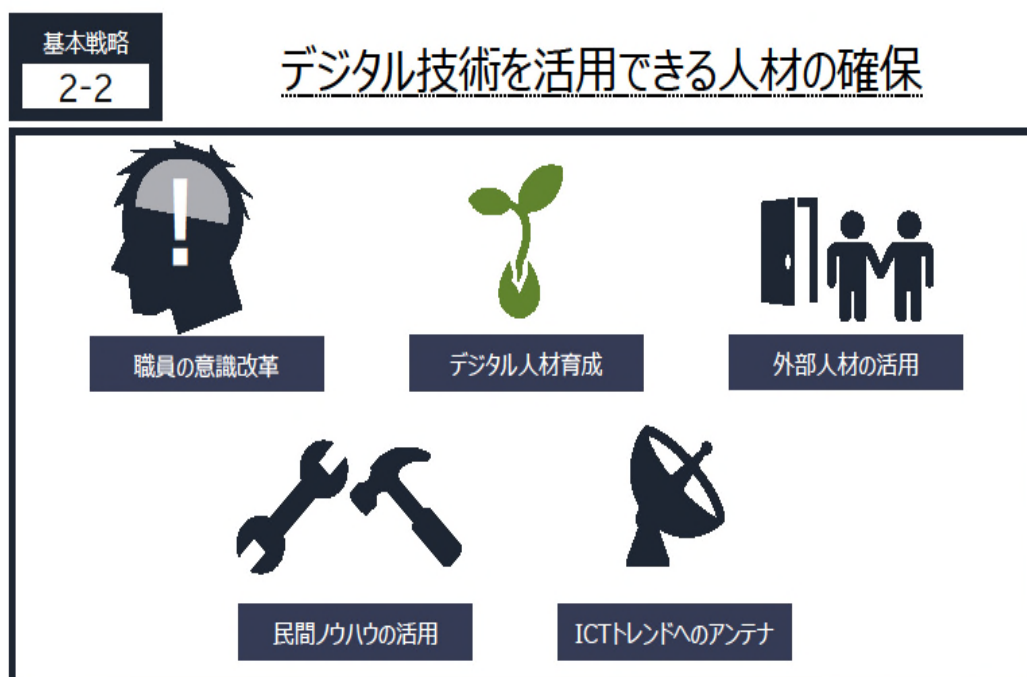 基本戦略
2-2
デジタル技術を活用できる人材の確保
!
職員の意識改革
デジタル人材育成
外部人材の活用
民間ノウハウの活用
ICTトレンドへのアンテナ